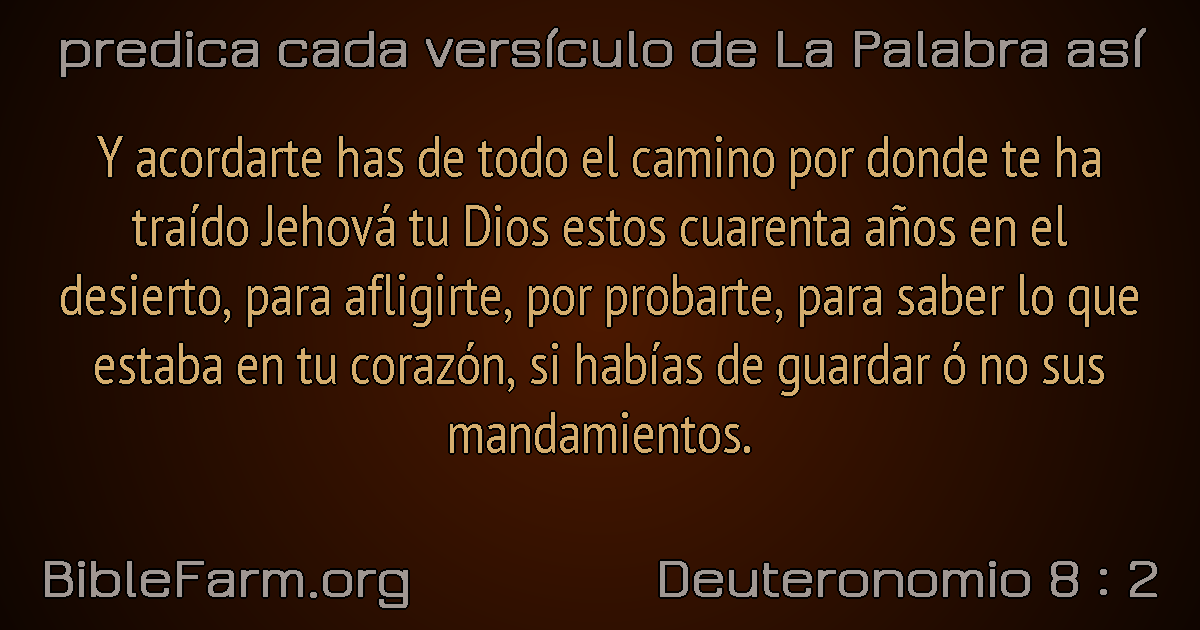 predica cada versículo de La Palabra así
Y acordarte has de todo el camino por donde te ha
traído Jehová tu Dios estos cuarenta años en el
desierto, para afligirte, por probarte, para saber lo que
estaba en tu corazón, si habías de guardar ó no sus
mandamientos.
BibleFarm.org
Deuteronomio 8 : 2